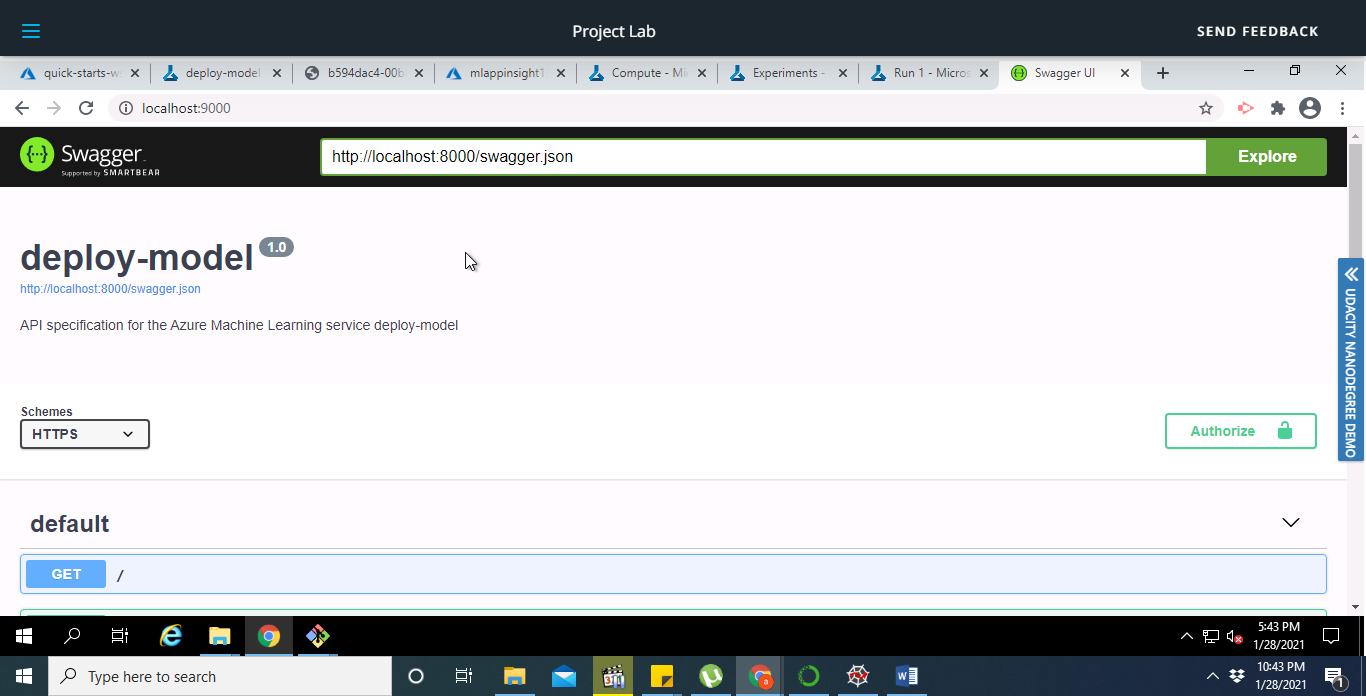 Project Lab
SEND FEEDBACK
quick-starts-ws
deploy-model
b594dac4-00b
mlappinsight1
Compute - Mi
Experiments -
Run 1 - Micros
Swagger UI
localhost:9000
{···} Swagger
Supported by SMARTBEAR
http://localhost:8000/swagger.json
Explore
deploy-model 1.0
http://localhost:8000/swagger.json
API specification for the Azure Machine Learning service deploy-model
UDACITY NANODEGREE DEMO
Schemes
HTTPS
Authorize
default
GET /
5:43 PM
1/28/2021
Type here to search
10:43 PM
1/28/2021
1